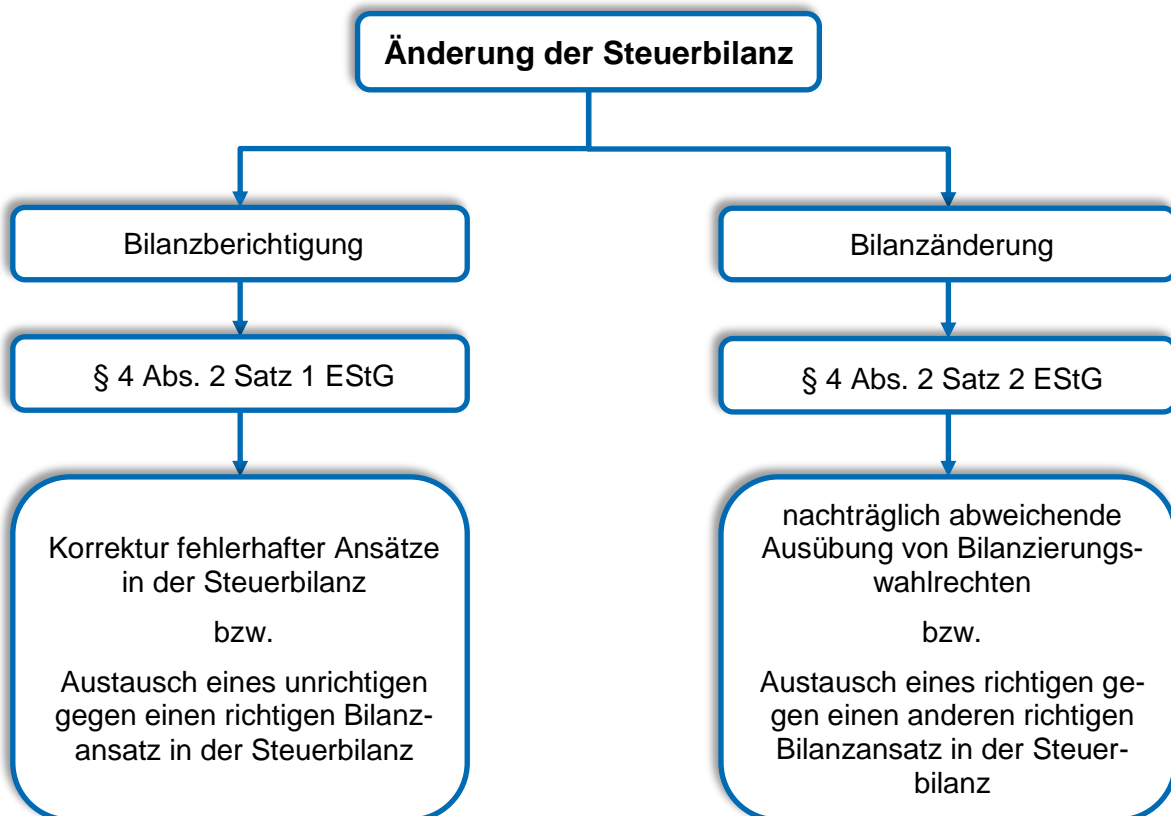 Änderung der Steuerbilanz
Bilanzberichtigung
§ 4 Abs. 2 Satz 1 EStG
Korrektur fehlerhafter Ansätze
in der Steuerbilanz
bzw.
Austausch eines unrichtigen
gegen einen richtigen Bilanz-
ansatz in der Steuerbilanz
Bilanzänderung
§ 4 Abs. 2 Satz 2 EStG
nachträglich abweichende
Ausübung von Bilanzierungs-
wahlrechten
bzw.
Austausch eines richtigen ge-
gen einen anderen richtigen
Bilanzansatz in der Steuer-
bilanz